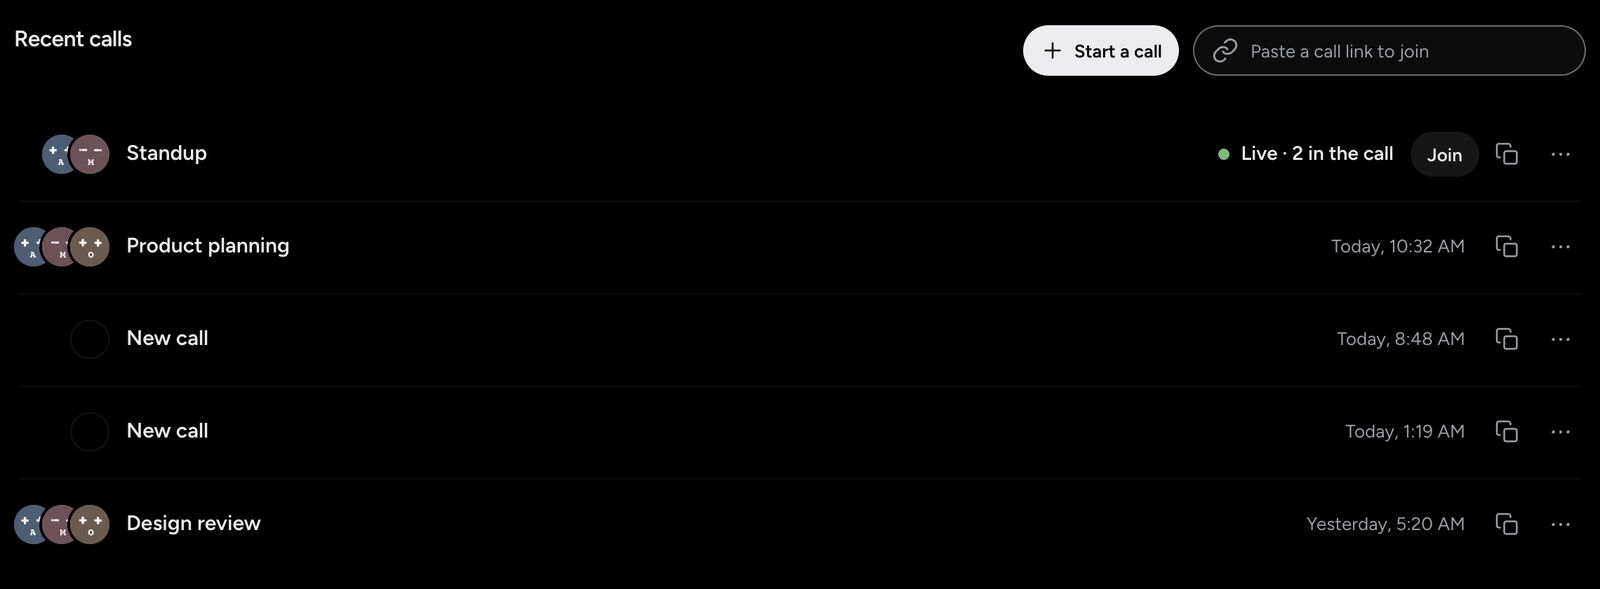 Recent calls
+ Start a call
Paste a call link to join
A M Standup
Live · 2 in the call
Join
A M O Product planning
Today, 10:32 AM
New call
Today, 8:48 AM
New call
Today, 1:19 AM
A M O Design review
Yesterday, 5:20 AM